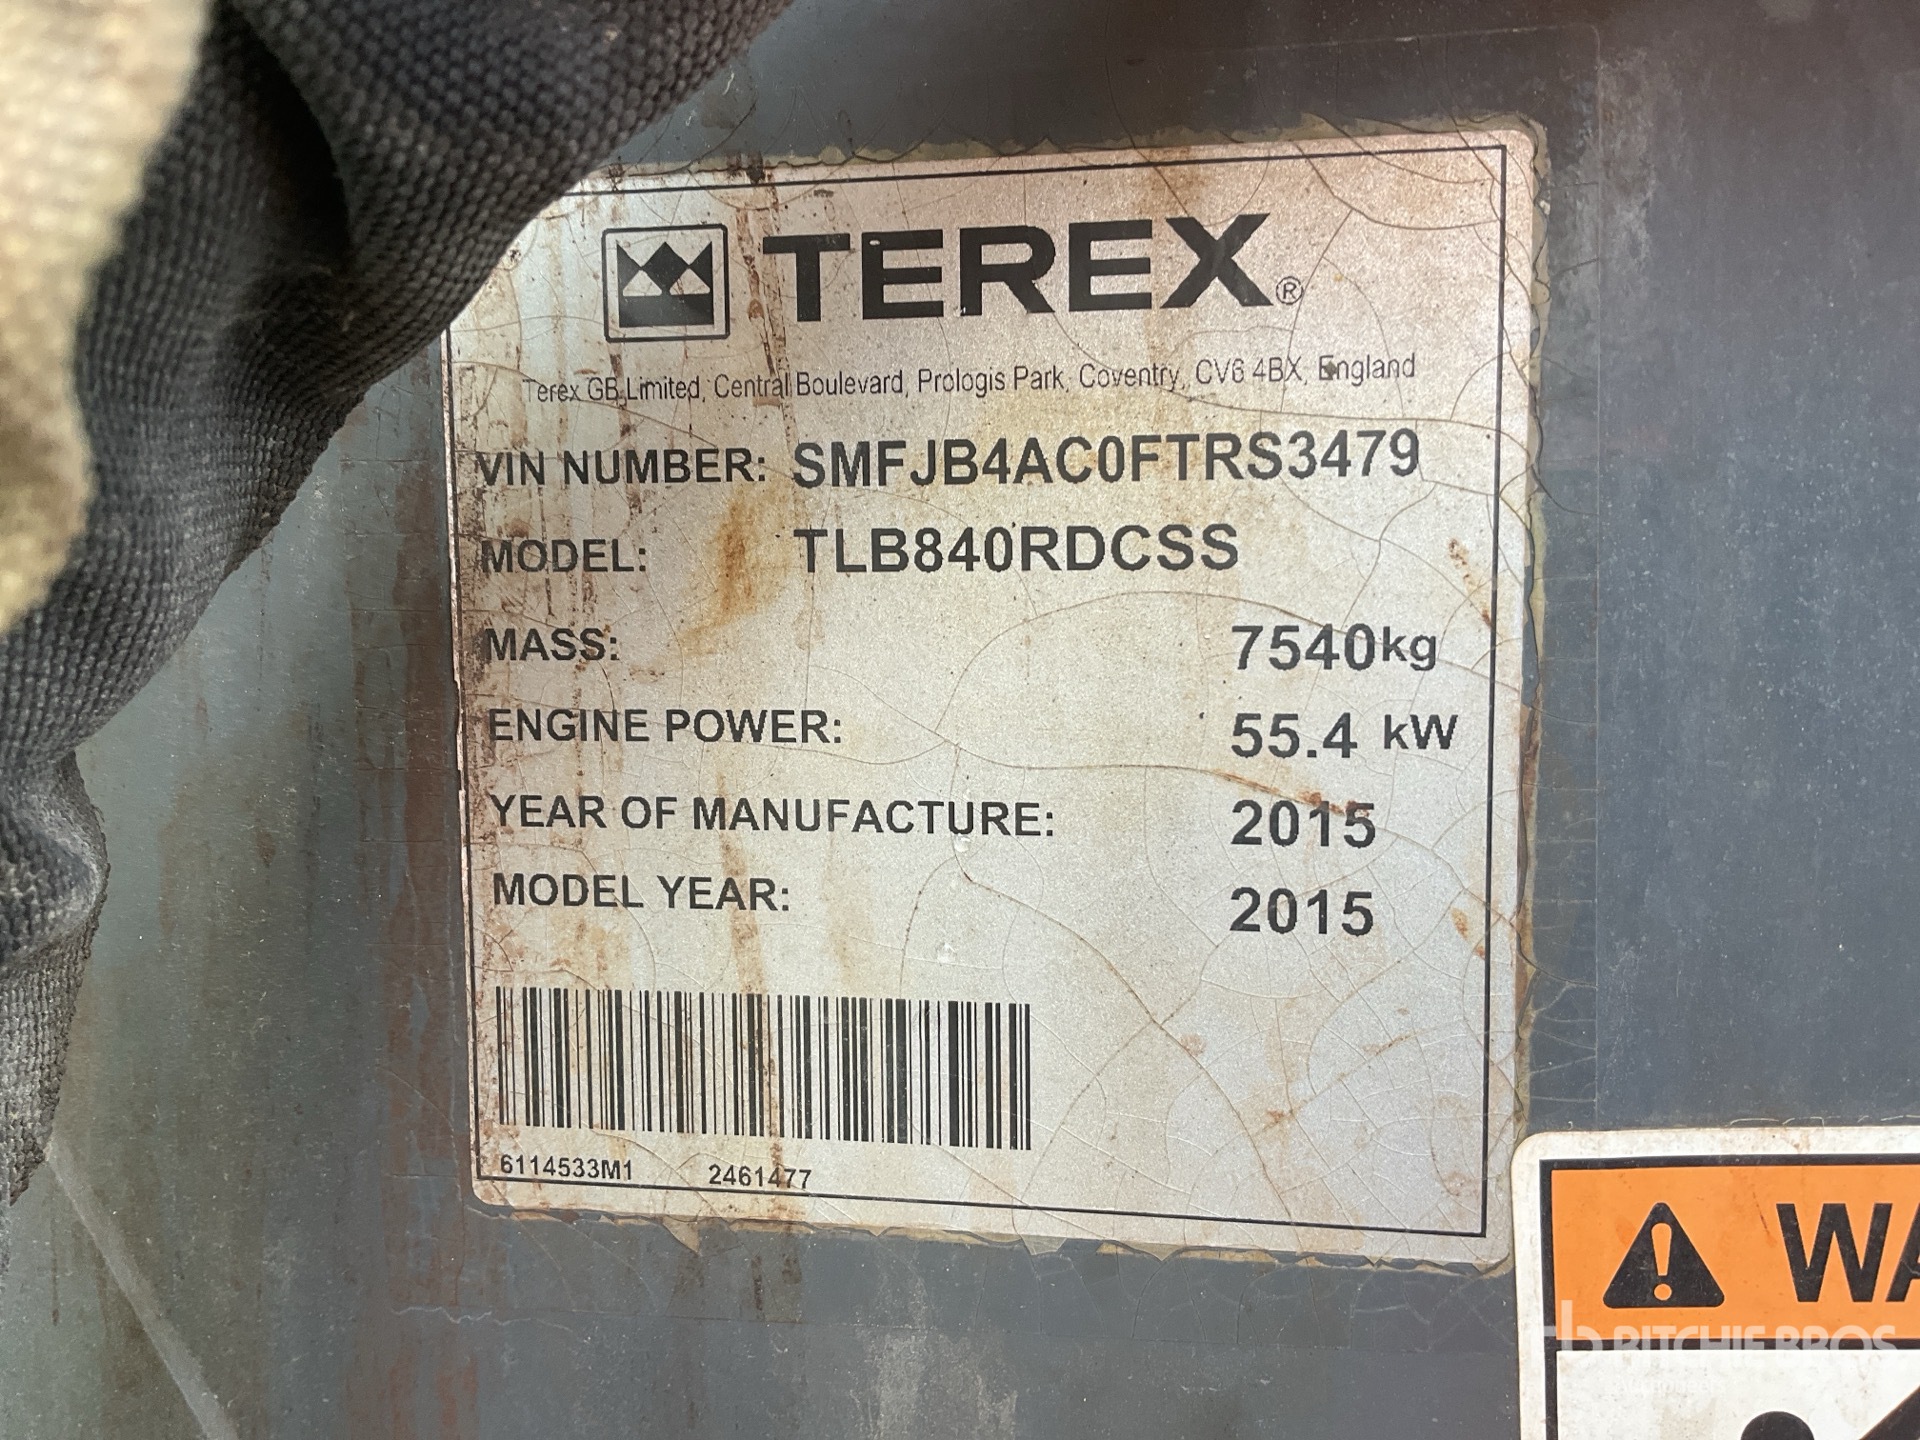 TEREX®
Terex GB Limited, Central Boulevard, Prologis Park, Coventry, CV6 4BX, England
VIN NUMBER: SMFJB4AC0FTRS3479
MODEL: TLB840RDCSS
MASS: 7540kg
ENGINE POWER: 55.4 kW
YEAR OF MANUFACTURE: 2015
MODEL YEAR: 2015
6114533M1 2461477
WA
rb RITCHIE BROS